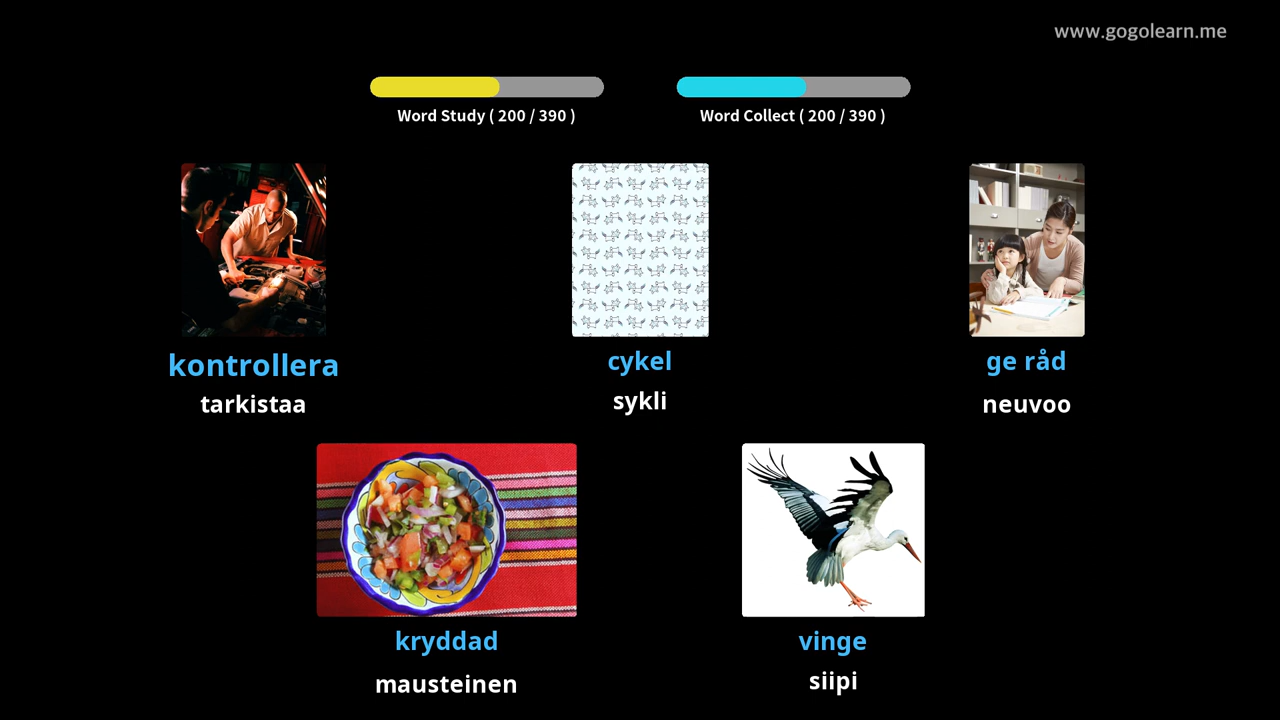 www.gogolearn.me
Word Study ( 200 / 390 )
Word Collect ( 200 / 390 )
kontrollera
tarkistaa
cykel
sykli
ge råd
neuvoo
kryddad
mausteinen
vinge
siipi